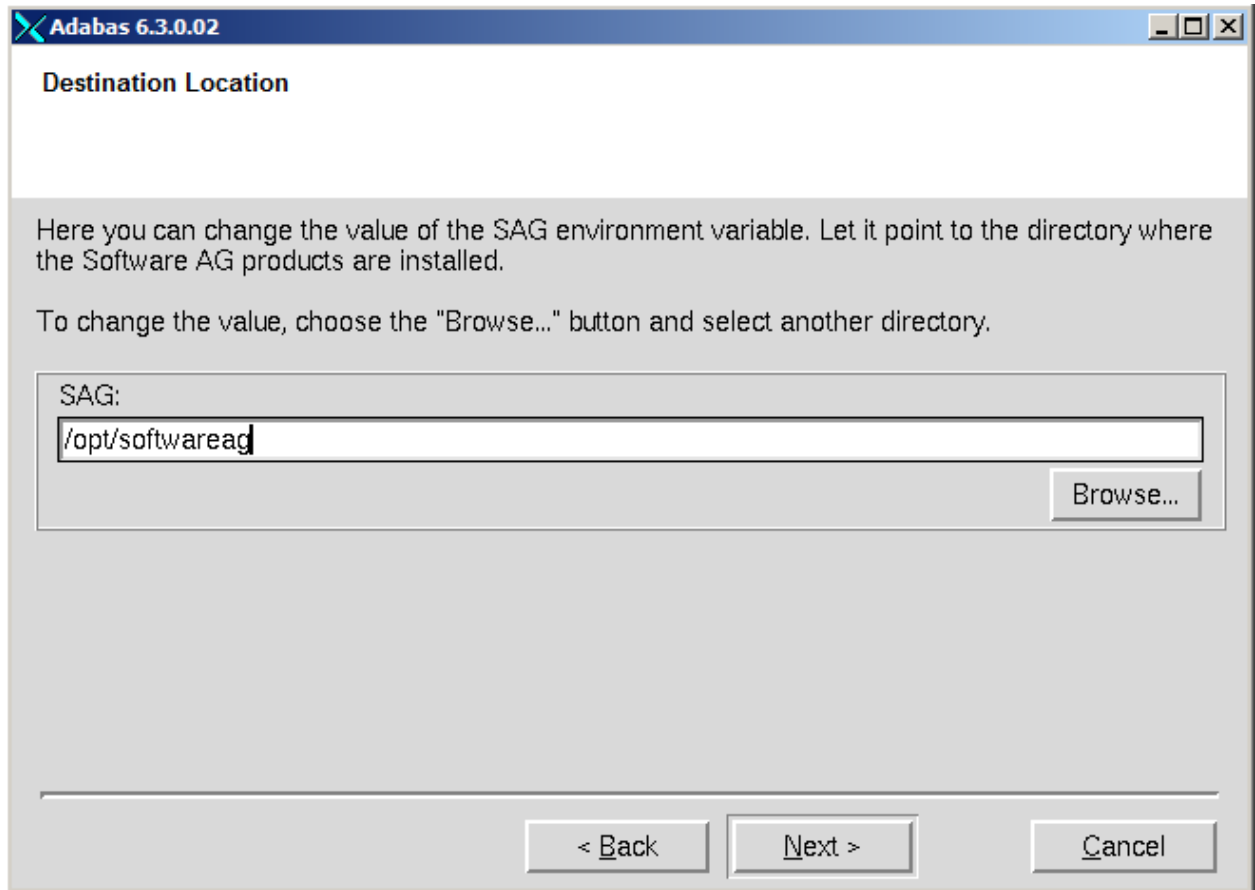 Adabas 6.3.0.02
Destination Location
Here you can change the value of the SAG environment variable. Let it point to the directory where
the Software AG products are installed.
To change the value, choose the "Browse..." button and select another directory.
SAG:
/opt/softwareag
Browse...
< Back Next > Cancel